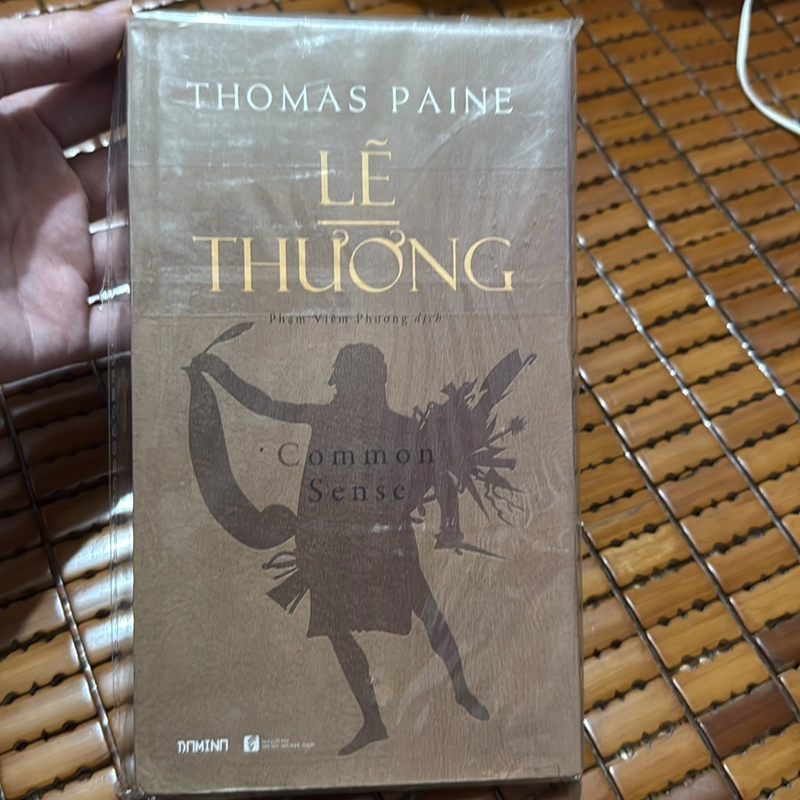 THOMAS PAINE
LẼ
THƯỜNG
Phạm Viêm Phương dịch
Common
Sense
DOMINO